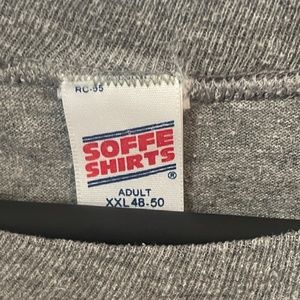 RC-55
SOFFE
SHIRTS®
ADULT
XXL 48-50